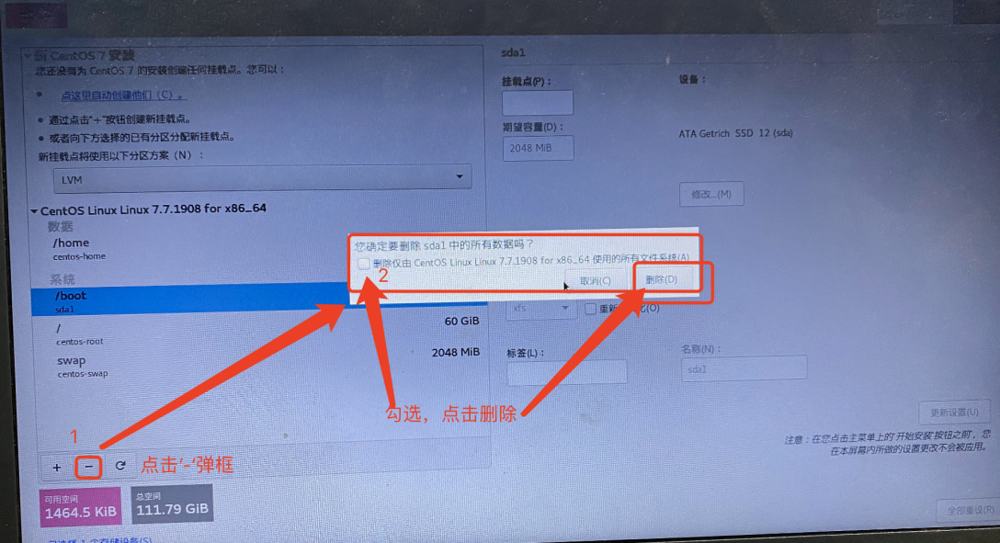 新 CentOS 7 安装
您还没有为 CentOS 7 的安装创建任何挂载点。您可以：
点这里自动创建他们（C）。
通过点击"+"按钮创建新挂载点。
或者向下方选择的已有分区分配新挂载点。
新挂载点将使用以下分区方案（N）：
LVM
CentOS Linux Linux 7.7.1908 for x86_64
数据
/home
centos-home
系统
/boot
sda1
/
60 GiB
centos-root
swap
2048 MiB
centos-swap
1
+ −
点击'-'弹框
可用空间
1464.5 KiB
总空间
111.79 GiB
1 个存储设备(S)
sda1
挂载点(P)：
设备：
期望容量(D)：
2048 MiB
ATA Getrich SSD 12 (sda)
修改...(M)
您确定要删除 sda1 中的所有数据吗？
删除仅由 CentOS Linux Linux 7.7.1908 for x86_64 使用的所有文件系统(A)
2
取消(C)
删除(D)
xfs
重新
(O)
标签(L)：
名称(N)：
sda1
勾选，点击删除
更新设置(U)
注意：在您点击主菜单上的'开始安装'按钮之前，您
在本屏幕内所做的设置更改不会被应用。
全部重设(R)